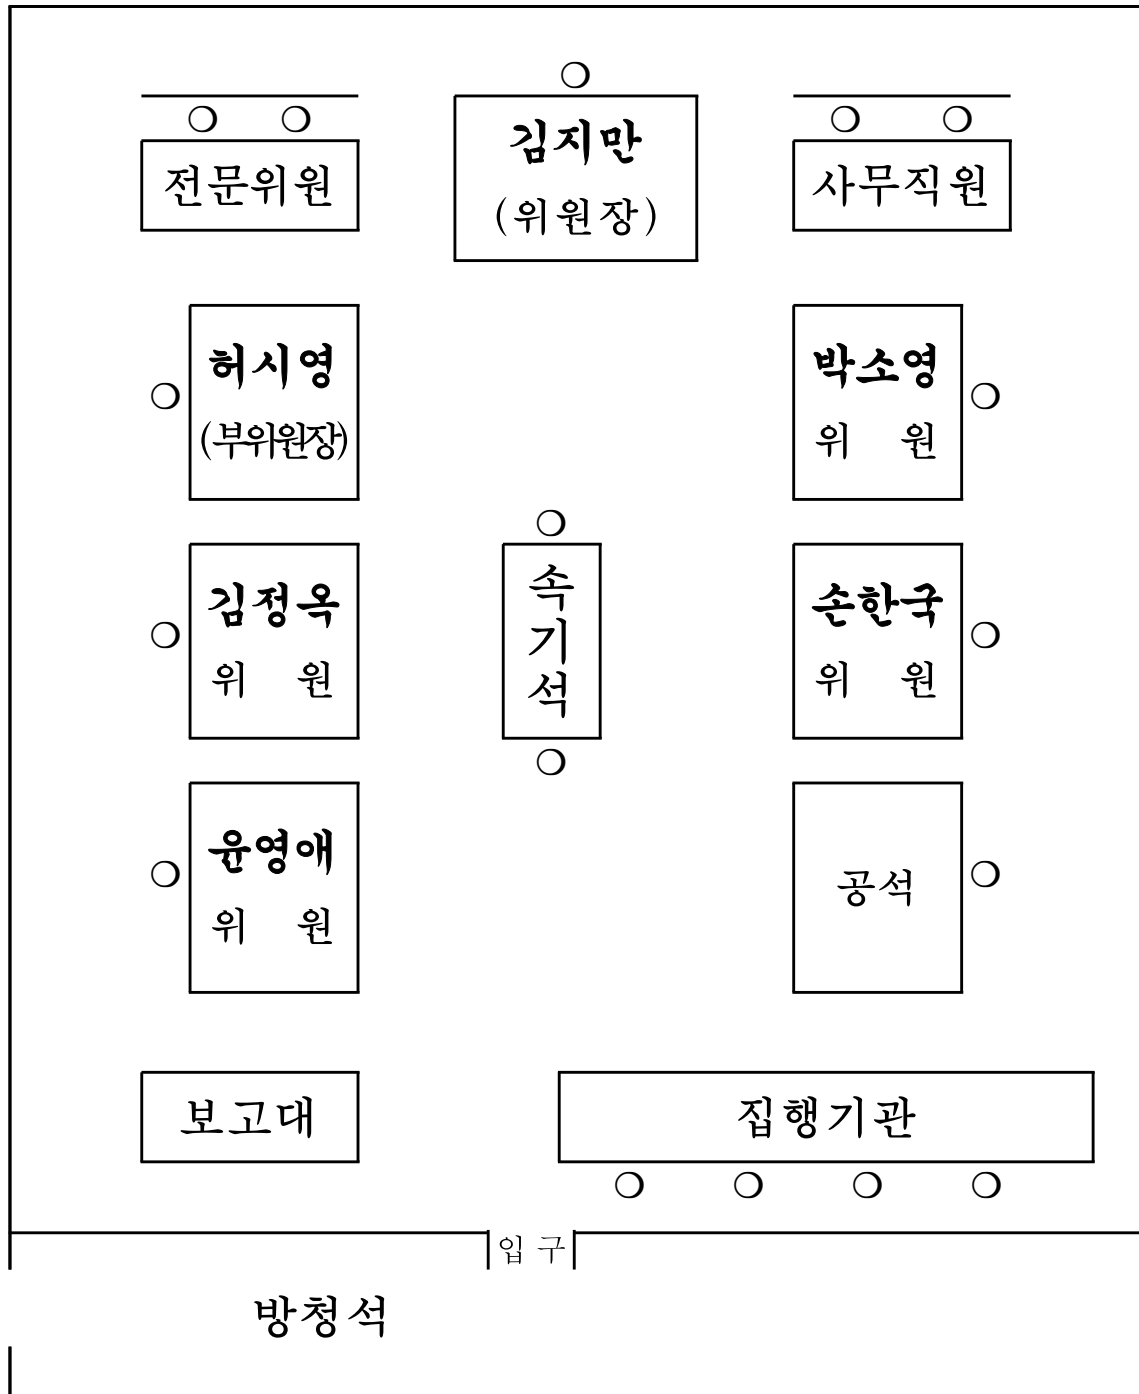 김지만
(위원장)
전문위원
사무직원
허시영
(부위원장)
박소영
위 원
김정옥
위 원
속
기
석
손한국
위 원
윤영애
위 원
공석
보고대
집행기관
입 구
방청석